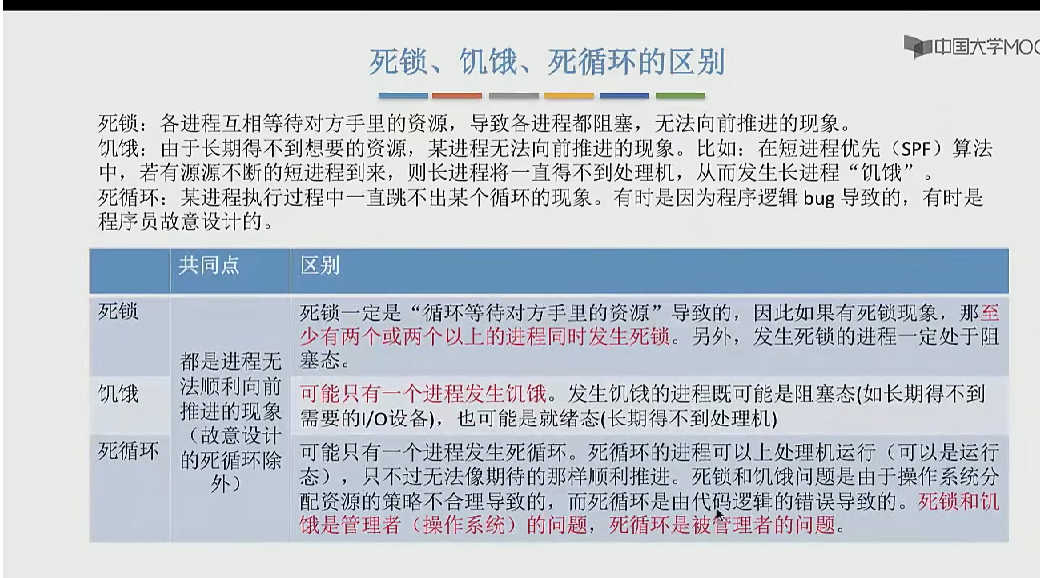 中国大学MOO
死锁、饥饿、死循环的区别
死锁：各进程互相等待对方手里的资源，导致各进程都阻塞，无法向前推进的现象。
饥饿：由于长期得不到想要的资源，某进程无法向前推进的现象。比如：在短进程优先（SPF）算法
中，若有源源不断的短进程到来，则长进程将一直得不到处理机，从而发生长进程“饥饿”。
死循环：某进程执行过程中一直跳不出某个循环的现象。有时是因为程序逻辑 bug 导致的，有时是
程序员故意设计的。
共同点
区别
死锁
都是进程无
法顺利向前
推进的现象
（故意设计
的死循环除
外）
死锁一定是“循环等待对方手里的资源”导致的，因此如果有死锁现象，那至
少有两个或两个以上的进程同时发生死锁。另外，发生死锁的进程一定处于阻
塞态。
饥饿
可能只有一个进程发生饥饿。发生饥饿的进程既可能是阻塞态(如长期得不到
需要的I/O设备)，也可能是就绪态(长期得不到处理机)
死循环
可能只有一个进程发生死循环。死循环的进程可以上处理机运行（可以是运行
态），只不过无法像期待的那样顺利推进。死锁和饥饿问题是由于操作系统分
配资源的策略不合理导致的，而死循环是由代码逻辑的错误导致的。死锁和饥
饿是管理者（操作系统）的问题，死循环是被管理者的问题。